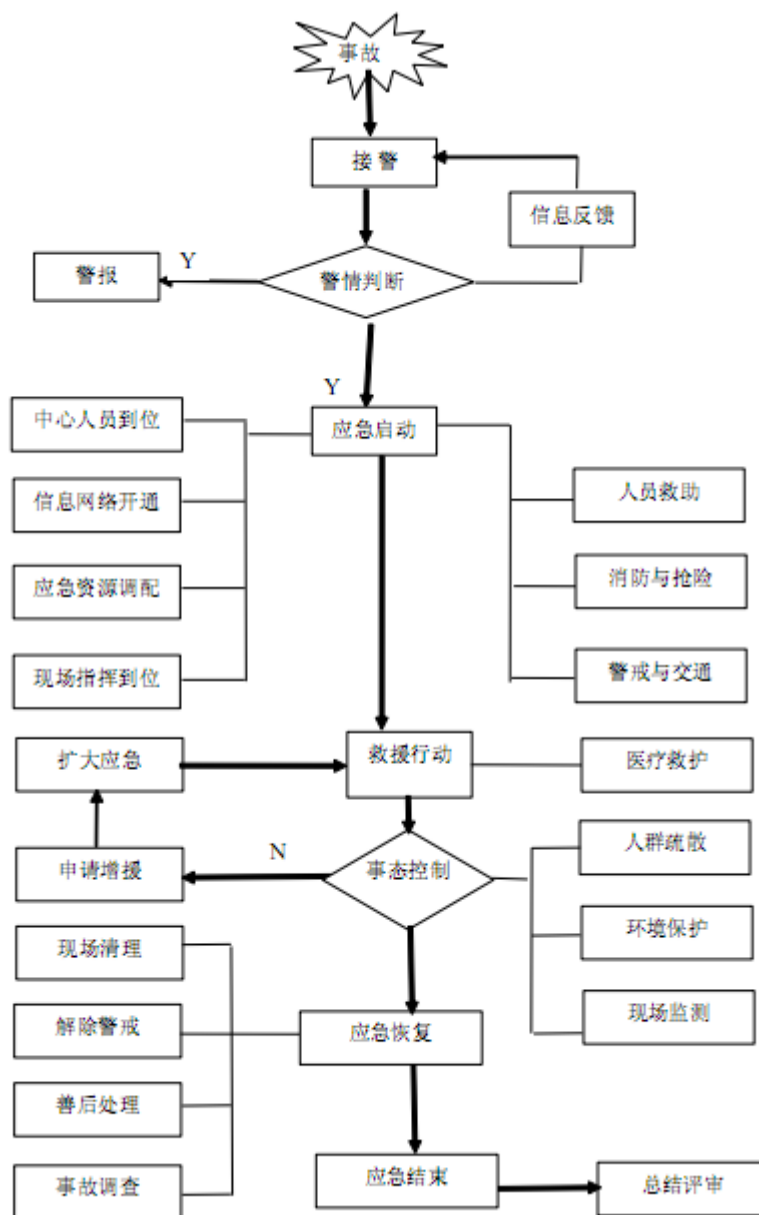 事故
接警
信息反馈
警报
Y
警情判断
Y
中心人员到位
应急启动
信息网络开通
人员救助
应急资源调配
消防与抢险
现场指挥到位
警戒与交通
扩大应急
救援行动
医疗救护
申请增援
N
事态控制
人群疏散
现场清理
环境保护
解除警戒
应急恢复
现场监测
善后处理
事故调查
应急结束
总结评审